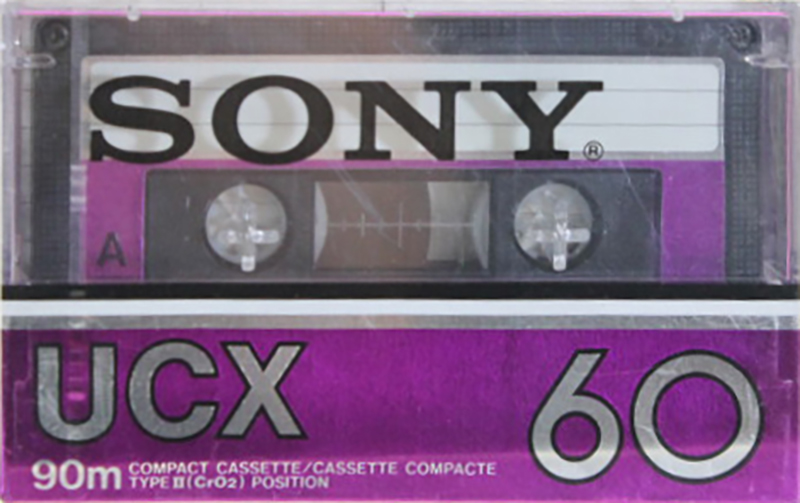 SONY®
A
UCX 60
90m COMPACT CASSETTE/CASSETTE COMPACTE
TYPE II (CrO2) POSITION